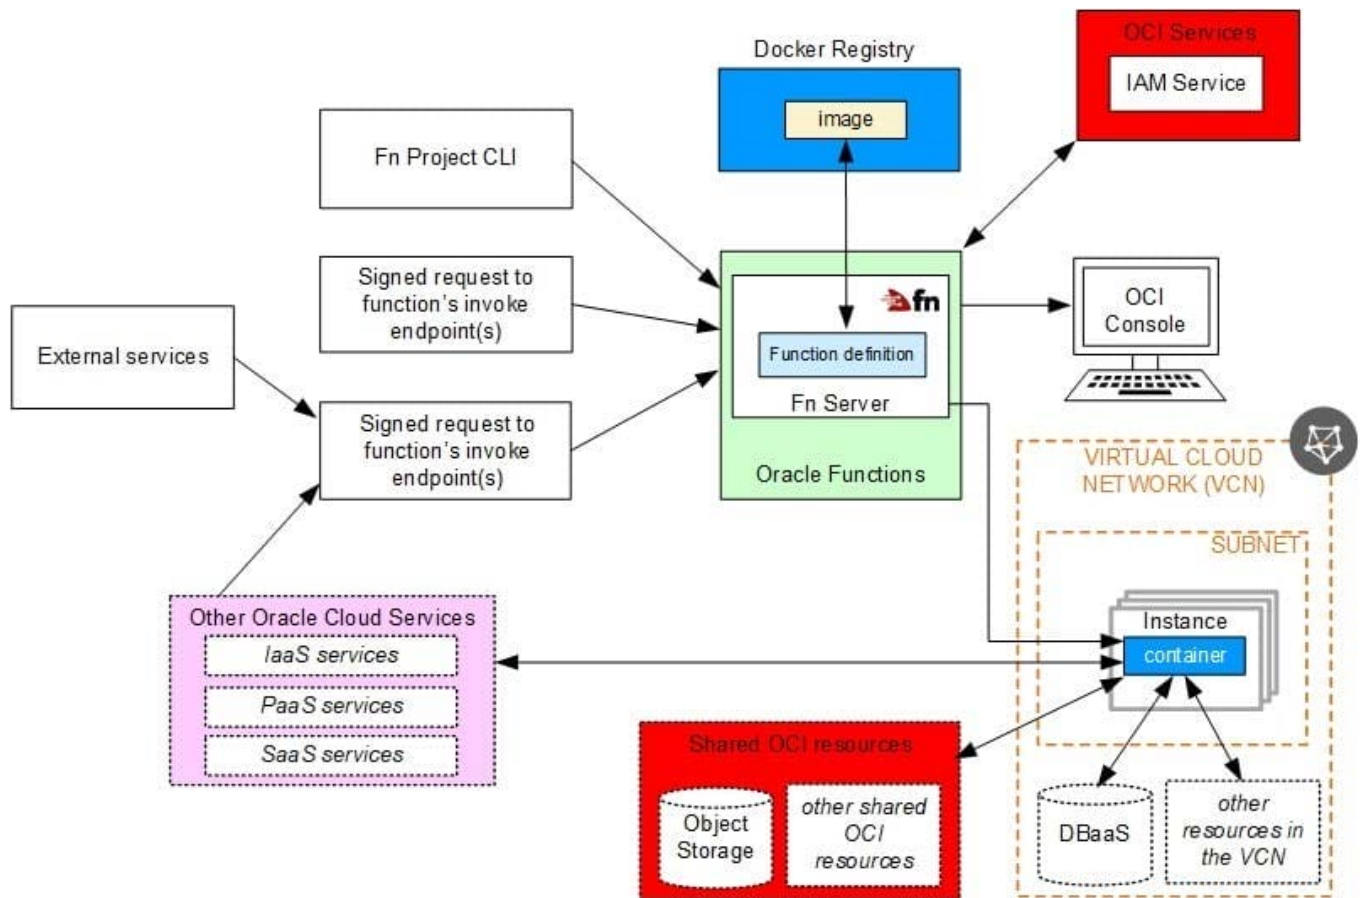 Docker Registry
image
OCI Services
IAM Service
Fn Project CLI
Signed request to
function's invoke
endpoint(s)
External services
Signed request to
function's invoke
endpoint(s)
fn
Function definition
Fn Server
Oracle Functions
OCI
Console
VIRTUAL CLOUD
NETWORK (VCN)
SUBNET
Instance
container
Other Oracle Cloud Services
IaaS services
PaaS services
SaaS services
Shared OCI resources
Object
Storage
other shared
OCI
resources
DBaaS
other
resources in
the VCN